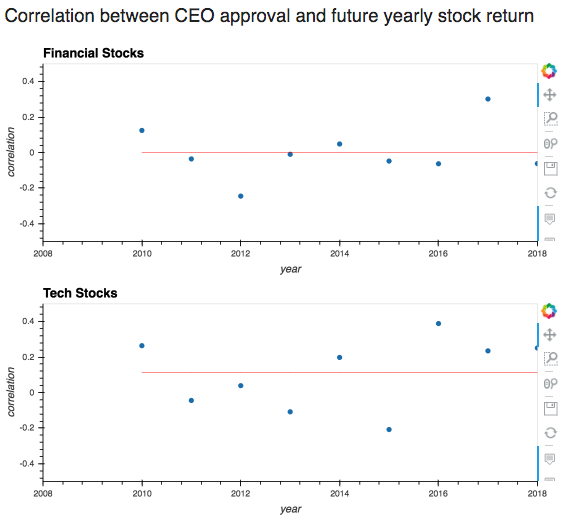 Correlation between CEO approval and future yearly stock return
Financial Stocks
0.4
0.2
0
-0.2
-0.4
correlation
2008 2010 2012 2014 2016 2018
year
Tech Stocks
0.4
0.2
0
-0.2
-0.4
correlation
2008 2010 2012 2014 2016 2018
year